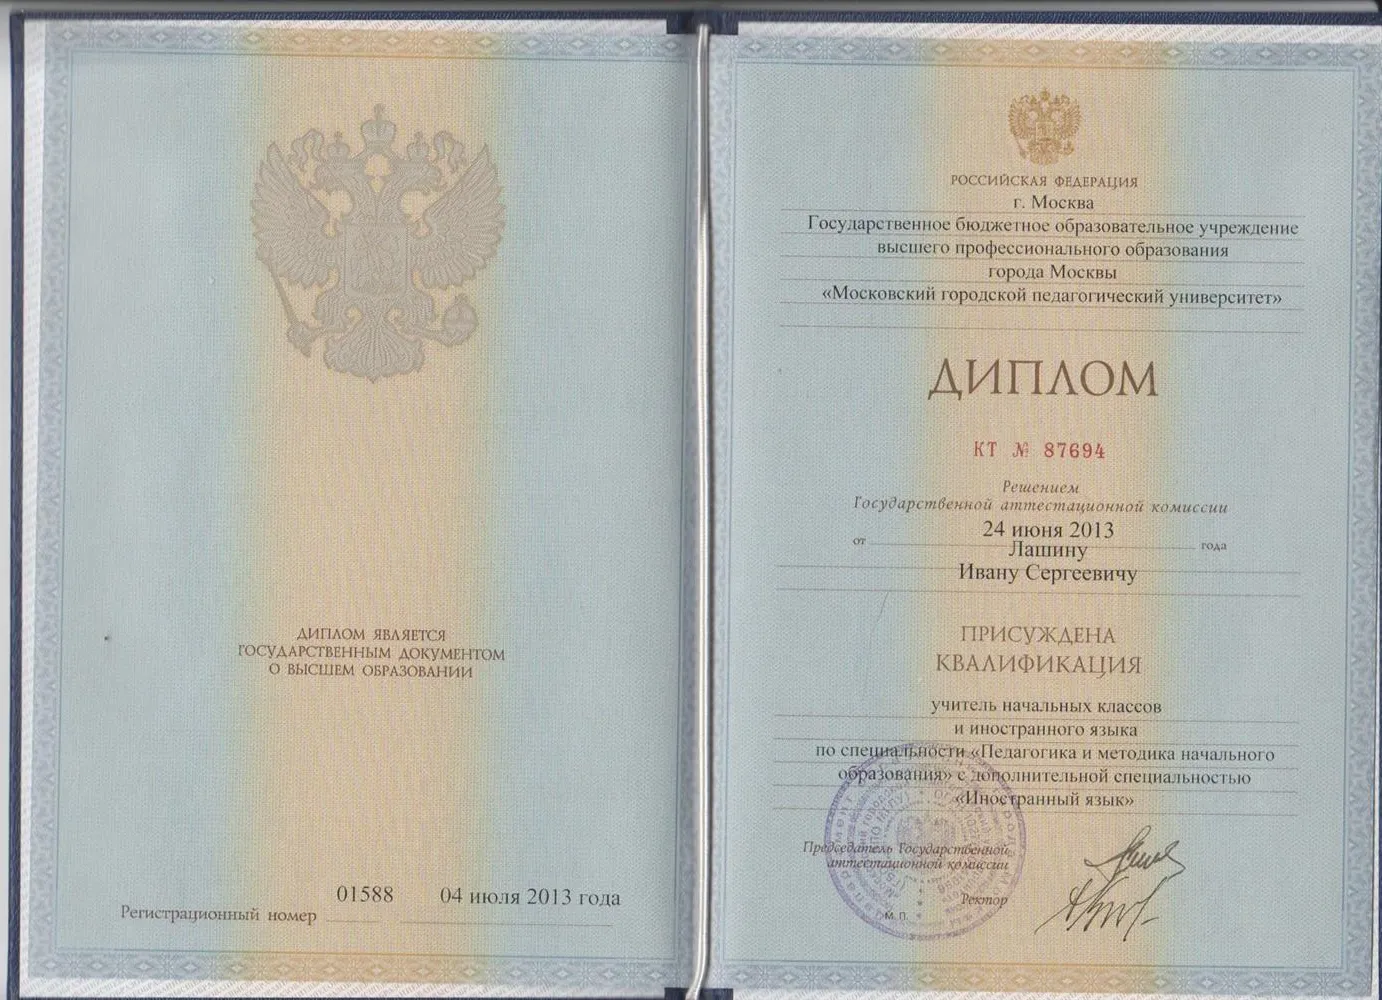 ДИПЛОМ ЯВЛЯЕТСЯ
ГОСУДАРСТВЕННЫМ ДОКУМЕНТОМ
О ВЫСШЕМ ОБРАЗОВАНИИ
Регистрационный номер 01588 04 июля 2013 года
РОССИЙСКАЯ ФЕДЕРАЦИЯ
г. Москва
Государственное бюджетное образовательное учреждение
высшего профессионального образования
города Москвы
«Московский городской педагогический университет»
ДИПЛОМ
КТ № 87694
Решением
Государственной аттестационной комиссии
от 24 июня 2013 года
Лашину
Ивану Сергеевичу
ПРИСУЖДЕНА
КВАЛИФИКАЦИЯ
учитель начальных классов
и иностранного языка
по специальности «Педагогика и методика начального
образования» с дополнительной специальностью
«Иностранный язык»
Председатель Государственной
аттестационной комиссии
Ректор
М.П.